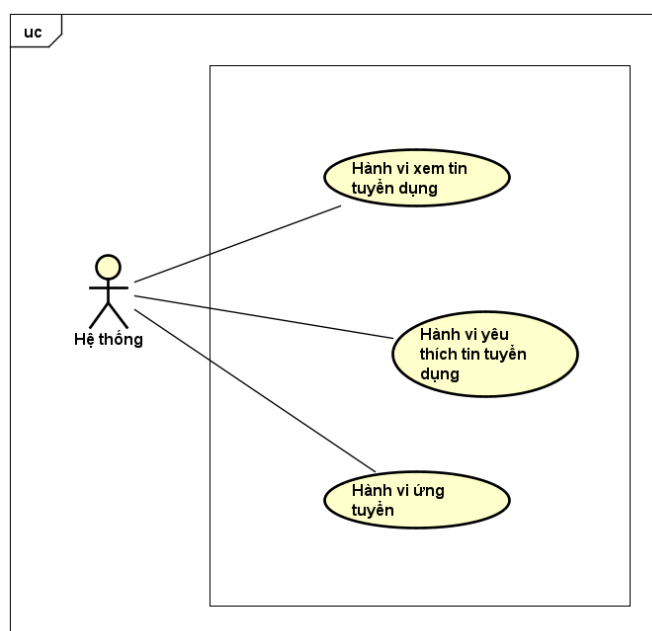 uc
Hành vi xem tin
tuyển dụng
Hệ thống
Hành vi yêu
thích tin tuyển
dụng
Hành vi ứng
tuyển